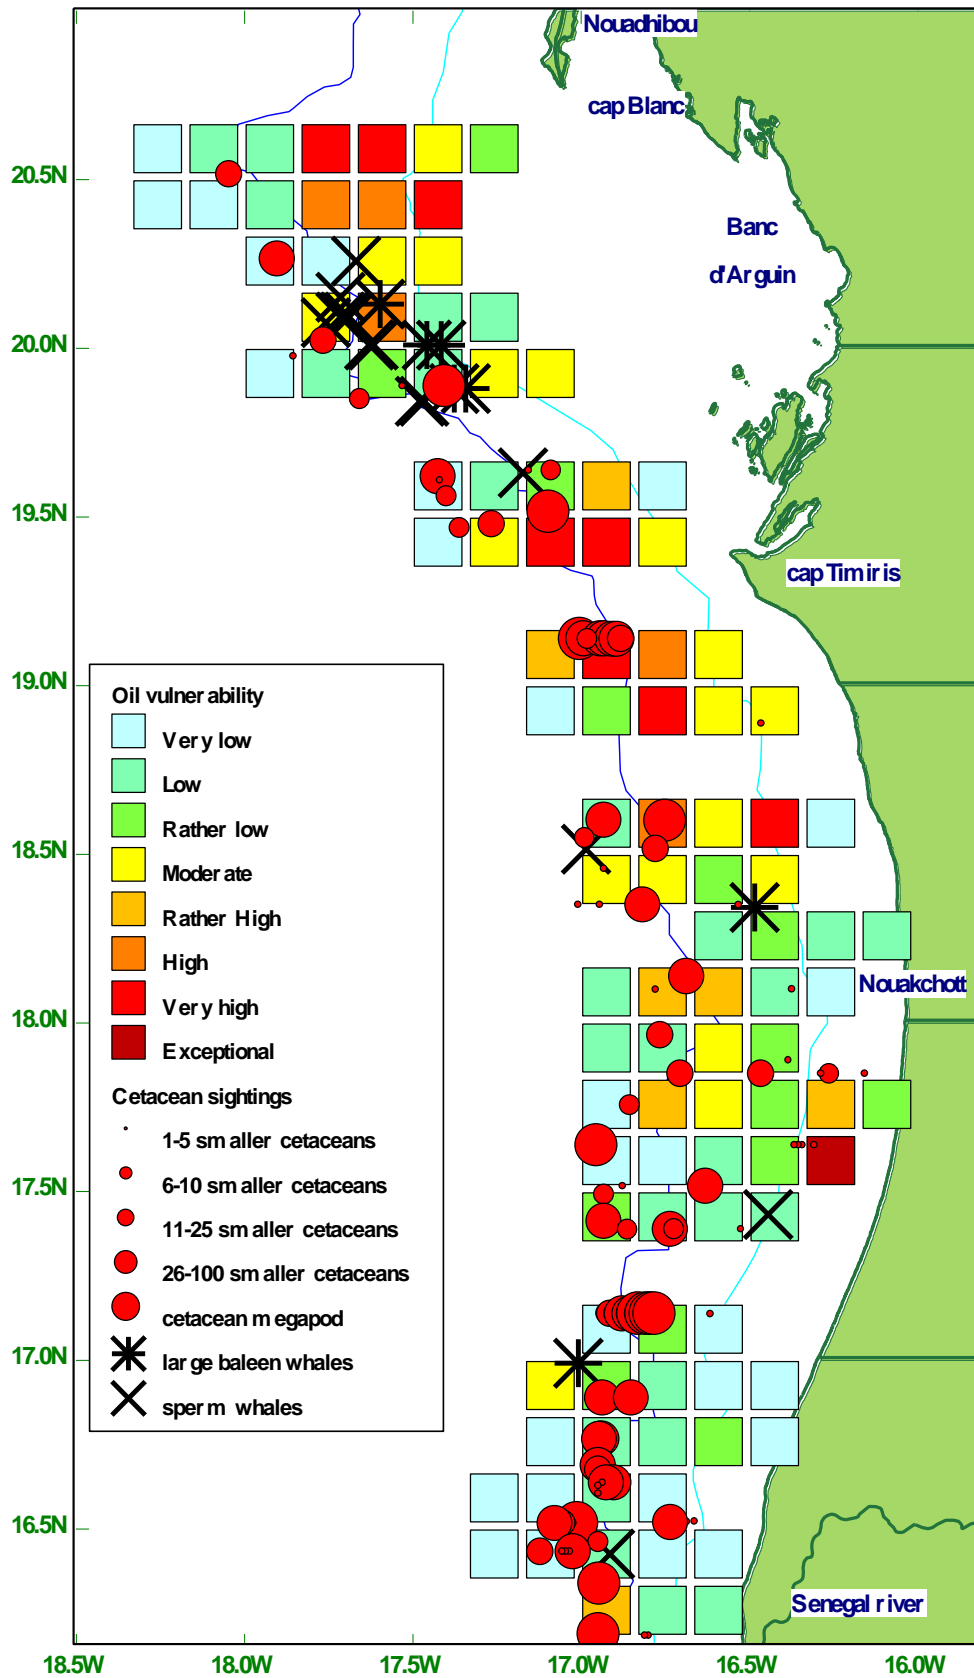 Nouadhibou
cap Blanc
20.5N
Banc
d'Arguin
20.0N
19.5N
cap Timiris
19.0N
Oil vulnerability
Very low
Low
Rather low
Moderate
Rather High
High
Very high
Exceptional
Cetacean sightings
1-5 smaller cetaceans
6-10 smaller cetaceans
11-25 smaller cetaceans
26-100 smaller cetaceans
cetacean megapod
large baleen whales
sperm whales
18.5N
Nouakchott
18.0N
17.5N
17.0N
16.5N
Senegal river
18.5W
18.0W
17.5W
17.0W
16.5W
16.0W